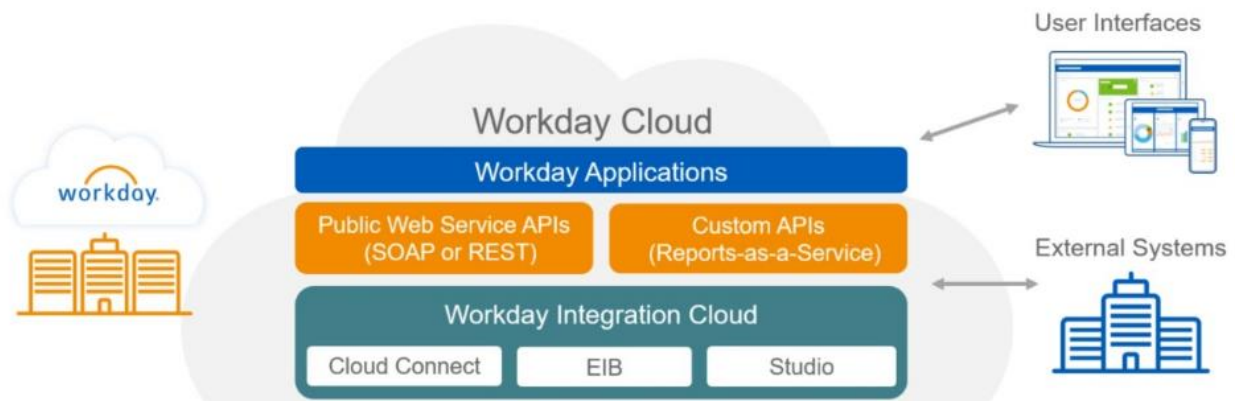 User Interfaces
Workday Cloud
workday.
Workday Applications
Public Web Service APIs
(SOAP or REST)
Custom APIs
(Reports-as-a-Service)
External Systems
Workday Integration Cloud
Cloud Connect
EIB
Studio